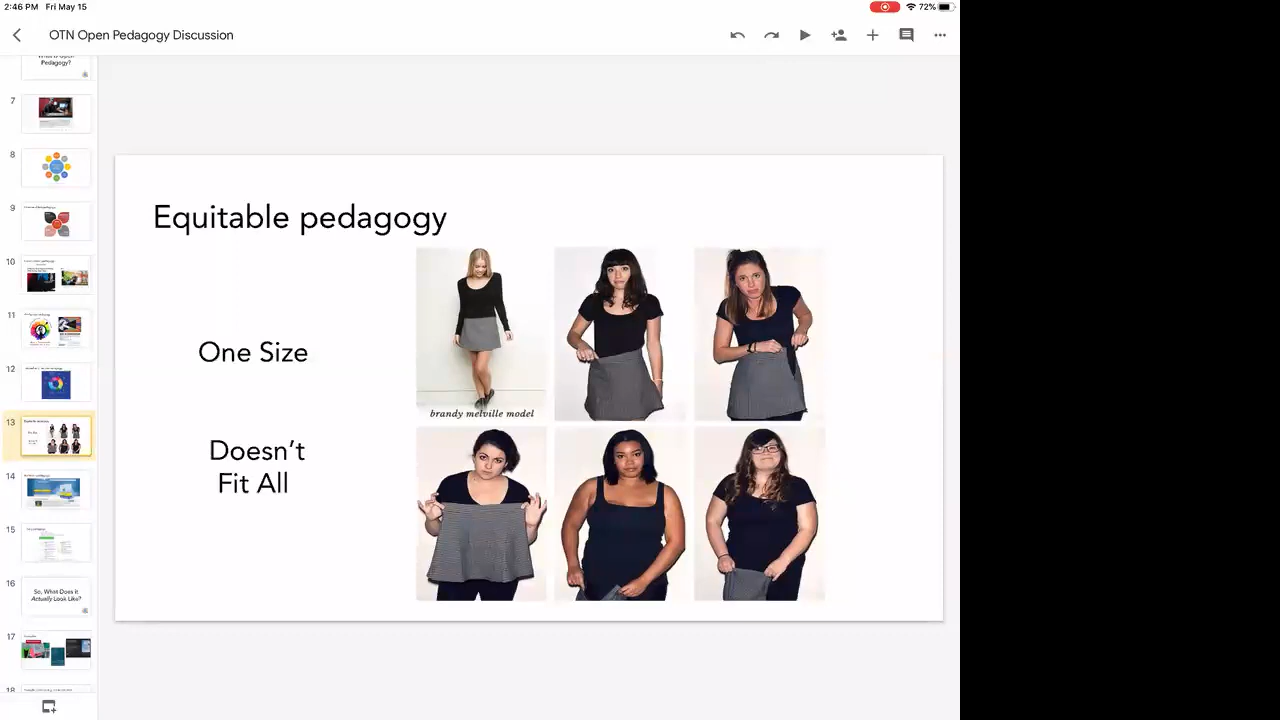 2:46 PM Fri May 15
72%
OTN Open Pedagogy Discussion
Pedagogy?
7
8
9
10
11
12
13
14
15
16
So, What Does It
Actually Look Like?
17
18
Equitable pedagogy
One Size
Doesn't
Fit All
brandy melville model